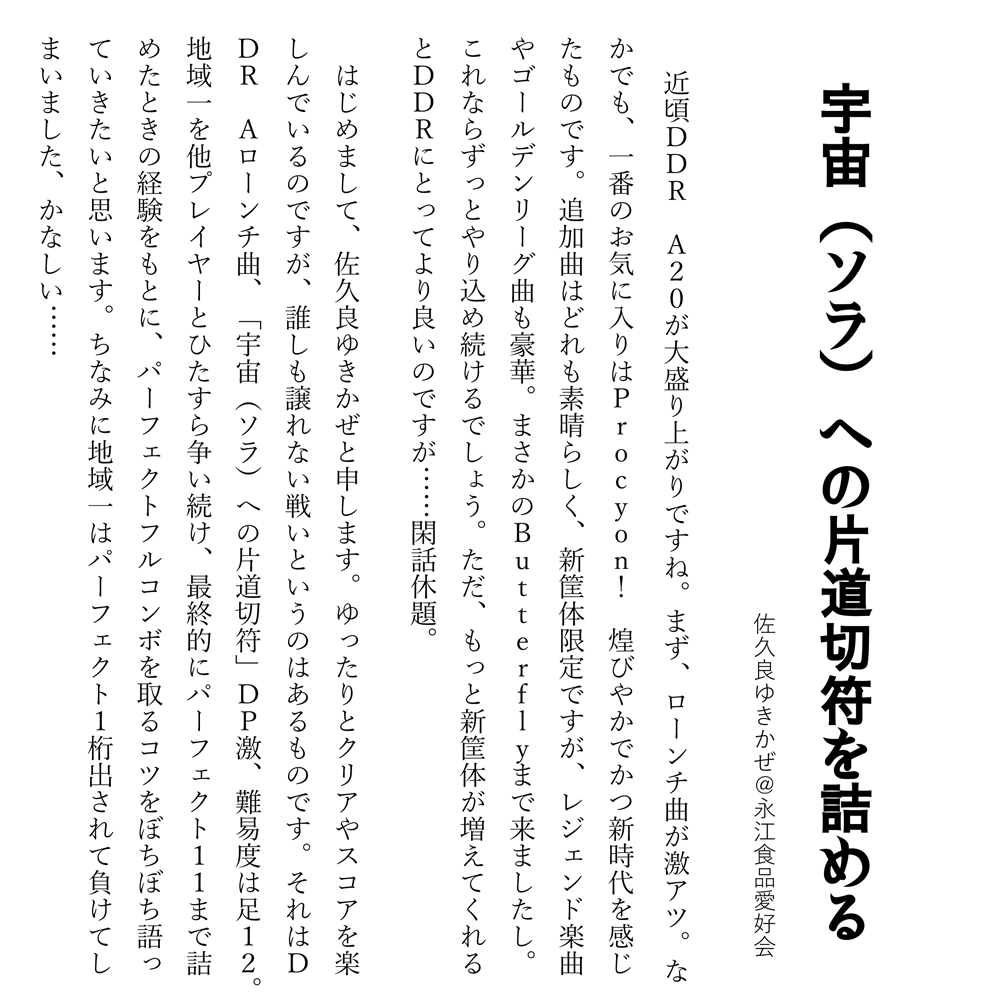 宇宙（ソラ）への片道切符を詰める
佐久良ゆきかぜ＠永江食品愛好会
　近頃ＤＤＲ　Ａ２０が大盛り上がりですね。まず、ローンチ曲が激アツ。な
かでも、一番のお気に入りはＰｒｏｃｙｏｎ！　煌びやかでかつ新時代を感じ
たものです。追加曲はどれも素晴らしく、新筐体限定ですが、レジェンド楽曲
やゴールデンリーグ曲も豪華。まさかのＢｕｔｔｅｒｆｌｙまで来ましたし。
これならずっとやり込め続けるでしょう。ただ、もっと新筐体が増えてくれる
とＤＤＲにとってより良いのですが……閑話休題。
　はじめまして、佐久良ゆきかぜと申します。ゆったりとクリアやスコアを楽
しんでいるのですが、誰しも譲れない戦いというのはあるものです。それはＤ
ＤＲ　Ａローンチ曲、「宇宙（ソラ）への片道切符」ＤＰ激、難易度は足１２。
地域一を他プレイヤーとひたすら争い続け、最終的にパーフェクト１１まで詰
めたときの経験をもとに、パーフェクトフルコンボを取るコツをぼちぼち語っ
ていきたいと思います。ちなみに地域一はパーフェクト１桁出されて負けてし
まいました、かなしい……